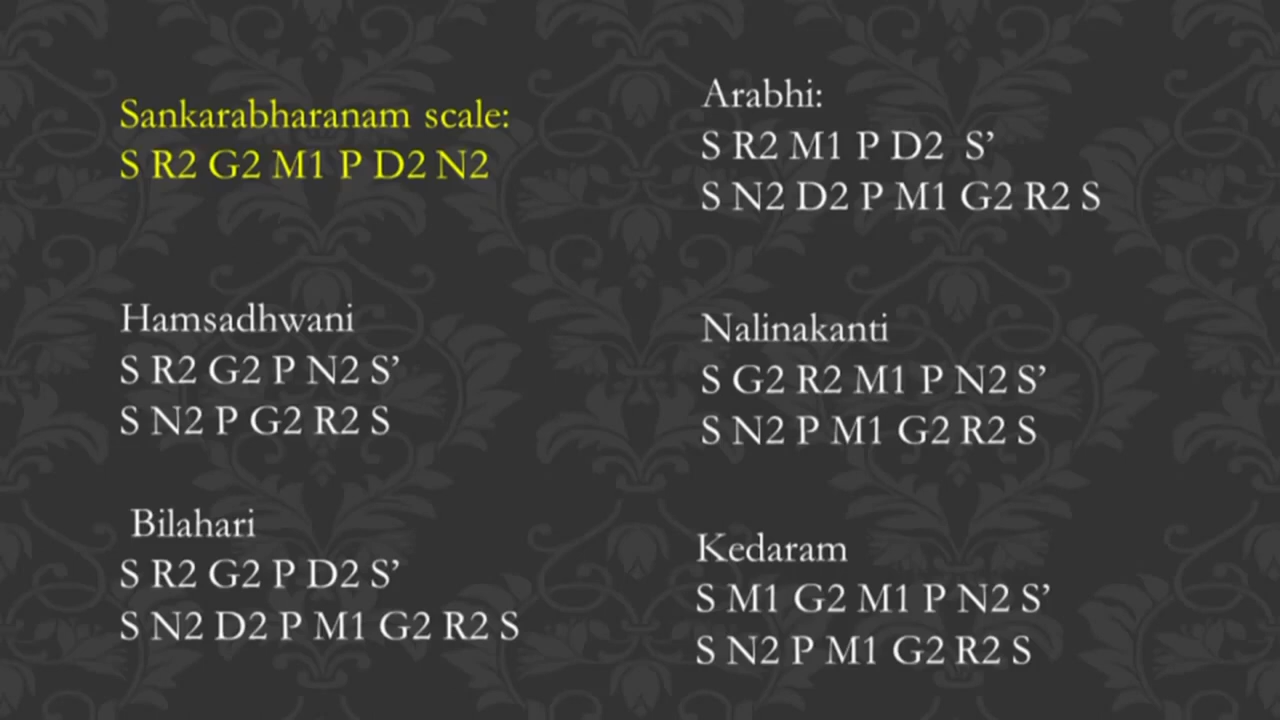 Sankarabharanam scale:
S R2 G2 M1 P D2 N2
Hamsadhwani
S R2 G2 P N2 S’
S N2 P G2 R2 S
Bilahari
S R2 G2 P D2 S’
S N2 D2 P M1 G2 R2 S
Arabhi:
S R2 M1 P D2 S’
S N2 D2 P M1 G2 R2 S
Nalinakanti
S G2 R2 M1 P N2 S’
S N2 P M1 G2 R2 S
Kedaram
S M1 G2 M1 P N2 S’
S N2 P M1 G2 R2 S